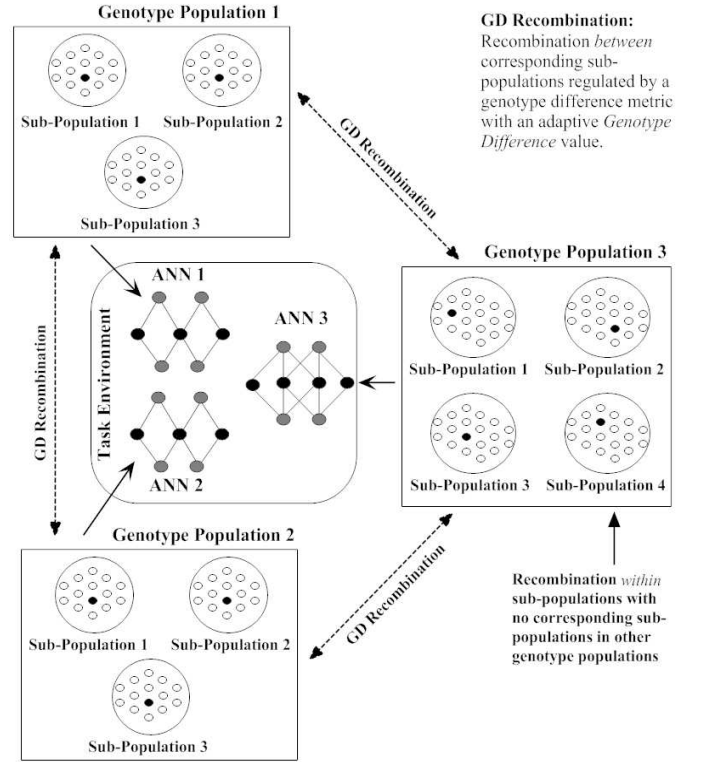 Genotype Population 1
Sub-Population 1
Sub-Population 2
Sub-Population 3
GD Recombination:
Recombination between
corresponding sub-
populations regulated by a
genotype difference metric
with an adaptive Genotype
Difference value.
GD Recombination
Genotype Population 3
Sub-Population 1
Sub-Population 2
Sub-Population 3
Sub-Population 4
GD Recombination
Task Environment
ANN 1
ANN 3
ANN 2
Genotype Population 2
Sub-Population 1
Sub-Population 2
Sub-Population 3
GD Recombination
Recombination within
sub-populations with
no corresponding sub-
populations in other
genotype populations